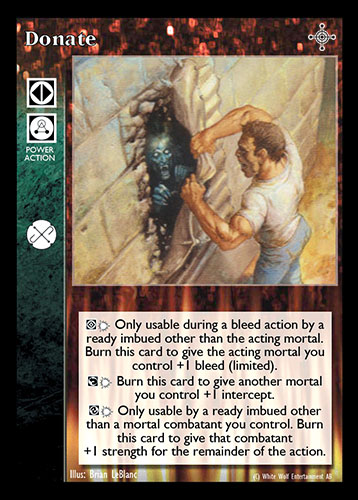 Donate
POWER
ACTION
Only usable during a bleed action by a
ready imbued other than the acting mortal.
Burn this card to give the acting mortal you
control +1 bleed (limited).
Burn this card to give another mortal
you control +1 intercept.
Only usable by a ready imbued other
than a mortal combatant you control. Burn
this card to give that combatant
+1 strength for the remainder of the action.
Illus: Brian LeBlanc
(C) White Wolf Entertainment AB